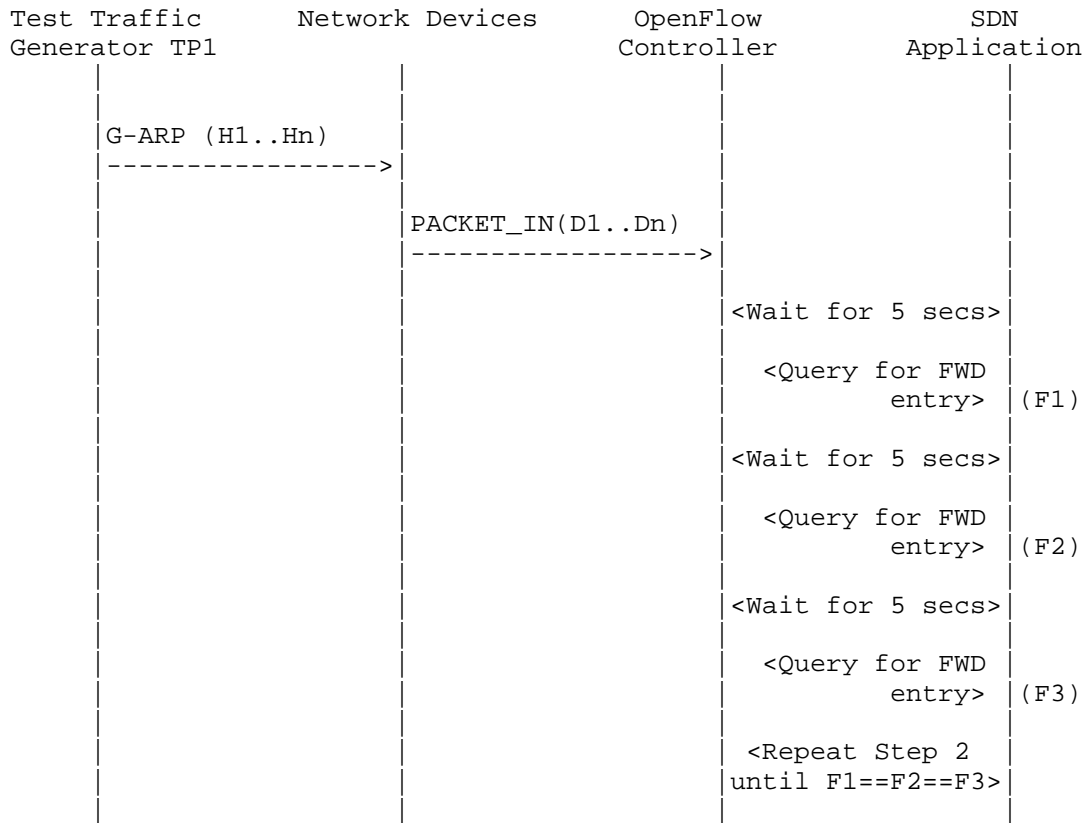 Test Traffic Network Devices OpenFlow SDN
Generator TP1 Controller Application
G-ARP (H1..Hn)
----------------->
PACKET_IN(D1..Dn)
------------------>
<Wait for 5 secs>
<Query for FWD
entry> (F1)
<Wait for 5 secs>
<Query for FWD
entry> (F2)
<Wait for 5 secs>
<Query for FWD
entry> (F3)
<Repeat Step 2
until F1==F2==F3>